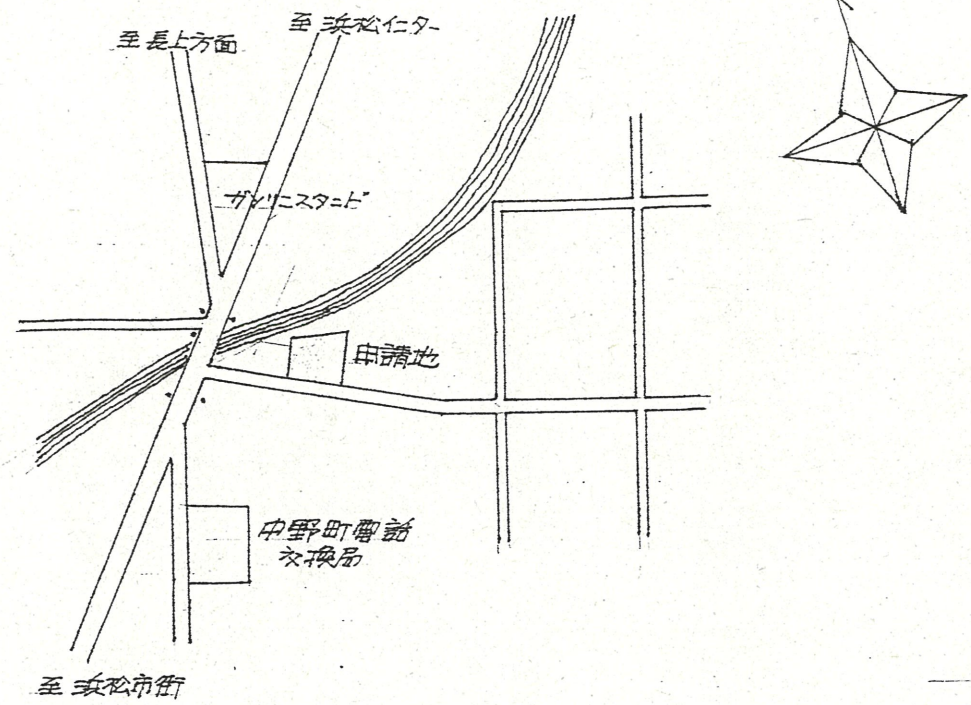 至 浜松インター
至 長上方面
ガソリンスタンド
申請地
中野町電話
交換局
至 浜松市街